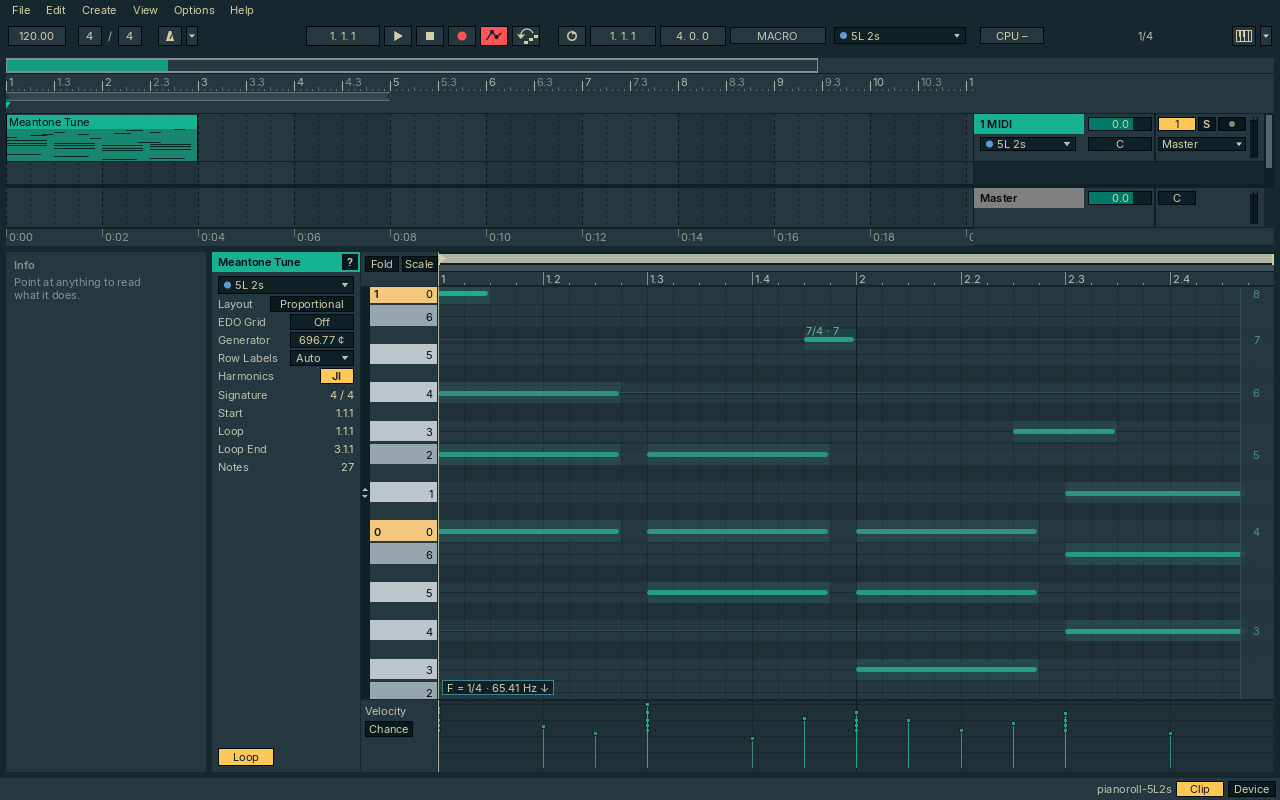 File Edit Create View Options Help
120.00 4 / 4 1. 1. 1 1. 1. 1 4. 0. 0 MACRO 5L 2s CPU – 1/4
1 1.3 2 2.3 3 3.3 4 4.3 5 5.3 6 6.3 7 7.3 8 8.3 9 9.3 10 10.3 1
Meantone Tune
1 MIDI 0.0 1 S
5L 2s C Master
Master 0.0 C
0:00 0:02 0:04 0:06 0:08 0:10 0:12 0:14 0:16 0:18
Info
Point at anything to read
what it does.
Meantone Tune ?
5L 2s
Layout Proportional
EDO Grid Off
Generator 696.77 ¢
Row Labels Auto
Harmonics JI
Signature 4 / 4
Start 1.1.1
Loop 1.1.1
Loop End 3.1.1
Notes 27
Loop
Fold Scale
1 1.2 1.3 1.4 2 2.2 2.3 2.4
1 0 8
6
7/4 · 7
5 7
4 6
3
2 5
1
0 0 4
6
5
4 3
3
F = 1/4 · 65.41 Hz ↓
2
Velocity
Chance
pianoroll-5L2s Clip Device